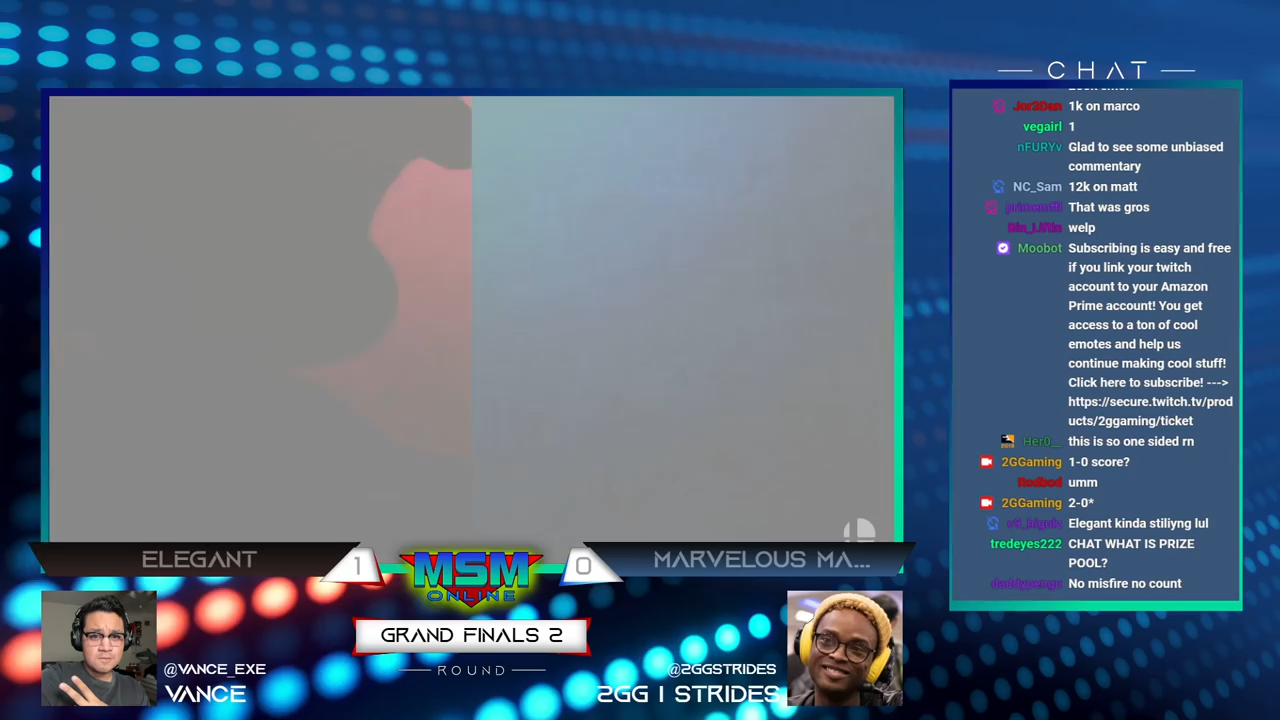 CHAT
Jor3Dan 1k on marco
vegairl 1
nFURYv Glad to see some unbiased
commentary
NC_Sam 12k on matt
That was gros
welp
Moobot Subscribing is easy and free
if you link your twitch
account to your Amazon
Prime account! You get
access to a ton of cool
emotes and help us
continue making cool stuff!
Click here to subscribe! --->
https://secure.twitch.tv/prod
ucts/2ggaming/ticket
Her0__ this is so one sided rn
2GGaming 1-0 score?
Rodbod umm
2GGaming 2-0*
Elegant kinda stiliyng lul
tredeyes222 CHAT WHAT IS PRIZE
POOL?
No misfire no count
ELEGANT 1 MSM ONLINE 0 MARVELOUS MA...
GRAND FINALS 2
ROUND
@VANCE_EXE
VANCE
@2GGSTRIDES
2GG | STRIDES